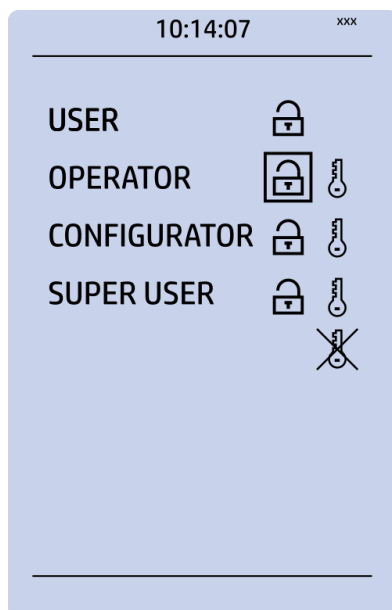 10:14:07 xxx
USER
OPERATOR
CONFIGURATOR
SUPER USER